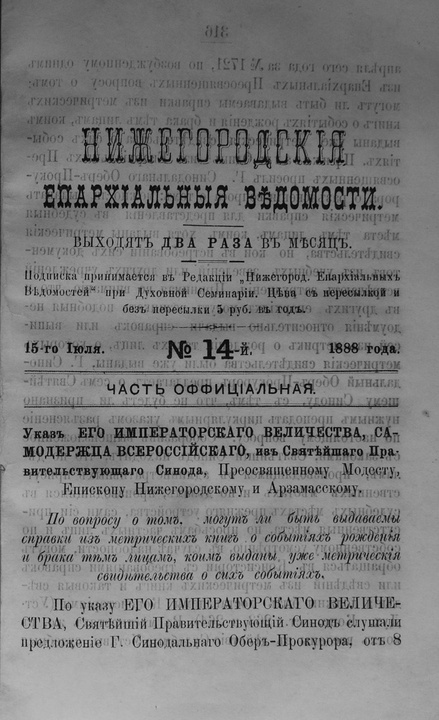 НИЖЕГОРОДСКІЯ
ЕПАРХІАЛЬНЫЯ ВѢДОМОСТИ.
ВЫХОДЯТЪ ДВА РАЗА ВЪ МѢСЯЦЪ.
Подписка принимается въ Редакціи „Нижегород. Епархіальныхъ
Вѣдомостей" при Духовной Семинаріи. Цѣна съ пересылкой и
безъ пересылки 5 руб. въ годъ.
15-го Іюля. № 14-й. 1888 года.
ЧАСТЬ ОФФИЦІАЛЬНАЯ.
Указъ ЕГО ИМПЕРАТОРСКАГО ВЕЛИЧЕСТВА, СА-
МОДЕРЖЦА ВСЕРОССІЙСКАГО, изъ Святѣйшаго Пра-
вительствующаго Синода, Преосвященному Модесту,
Епископу Нижегородскому и Арзамасскому.
По вопросу о томъ, могутъ ли быть выдаваемы
справки изъ метрическихъ книгъ о событіяхъ рожденья
и брака тѣмъ лицамъ, коимъ выданы уже метрическія
свидѣтельства о сихъ событіяхъ.
По указу ЕГО ИМПЕРАТОРСКАГО ВЕЛИЧЕ-
СТВА, Святѣйшій Правительствующій Синодъ слушали
предложеніе Г. Синодальнаго Оберъ-Прокурора, отъ 8